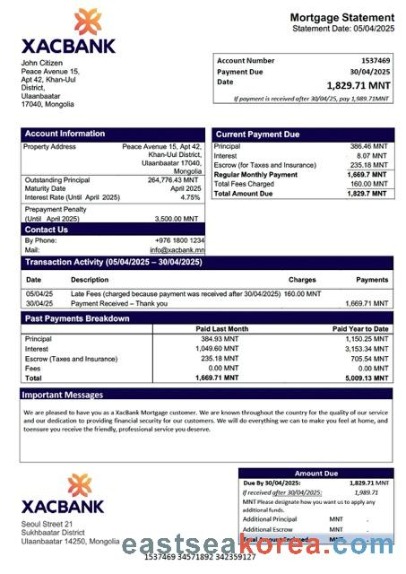 XACBANK
Mortgage Statement
Statement Date: 05/04/2025
John Citizen
Peace Avenue 15,
Apt 42, Khan-Uul
District,
Ulaanbaatar
17040, Mongolia
Account Number 1537469
Payment Due 30/04/2025
Date 1,829.71 MNT
If payment is received after 30/04/25, pay 1,989.71MNT
Account Information
Property Address Peace Avenue 15, Apt 42,
Khan-Uul District,
Ulaanbaatar 17040,
Mongolia
Outstanding Principal 264,776.43 MNT
Maturity Date April 2025
Interest Rate (Until April 2025) 4.75%
Prepayment Penalty
(Until April 2025) 3,500.00 MNT
Contact Us
By Phone: +976 1800 1234
Mail: info@xacbank.mn
Current Payment Due
Principal 386.46 MNT
Interest 8.07 MNT
Escrow (for Taxes and Insurance) 235.18 MNT
Regular Monthly Payment 1,669.7 MNT
Total Fees Charged 160.00 MNT
Total Amount Due 1,829.7 MNT
Transaction Activity (05/04/2025 – 30/04/2025)
Date Description Charges Payments
05/04/25 Late Fees (charged because payment was received after 30/04/2025) 160.00 MNT
30/04/25 Payment Received – Thank you 1,669.71 MNT
Past Payments Breakdown
Paid Last Month Paid Year to Date
Principal 384.93 MNT 1,150.25 MNT
Interest 1,049.60 MNT 3,153.34 MNT
Escrow (Taxes and Insurance) 235.18 MNT 705.54 MNT
Fees 0.00 MNT 0.00 MNT
Total 1,669.71 MNT 5,009.13 MNT
Important Messages
We are pleased to have you as a XacBank Mortgage customer. We are known throughout the country for the quality of our service
and our dedication to providing financial security for our customers. We will do everything we can to make you feel at home, and
toensure you receive the friendly, professional service you deserve.
XACBANK
Seoul Street 21
Sukhbaatar District
Ulaanbaatar 14250, Mongolia
Amount Due
Due By 30/04/2025: 1,829.71 MNT
If received after 30/04/2025: 1,989.71
MNT Please designate how you want us to apply any
additional funds.
Additional Principal MNT .
Additional Escrow MNT .
Total Amount Enclosed MNT .
eastseakorea.com
1537469 34571892 342359127